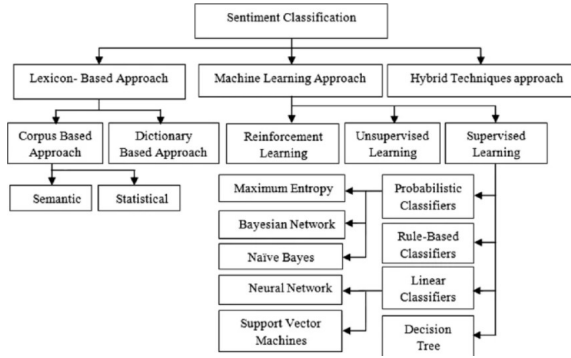 Sentiment Classification
Lexicon- Based Approach
Machine Learning Approach
Hybrid Techniques approach
Corpus Based
Approach
Dictionary
Based Approach
Reinforcement
Learning
Unsupervised
Learning
Supervised
Learning
Semantic
Statistical
Maximum Entropy
Bayesian Network
Naïve Bayes
Neural Network
Support Vector
Machines
Probabilistic
Classifiers
Rule-Based
Classifiers
Linear
Classifiers
Decision
Tree